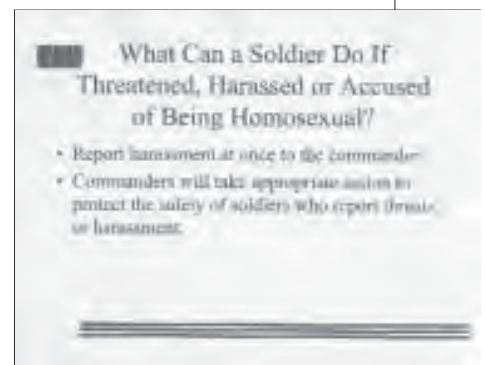 What Can a Soldier Do If
Threatened, Harassed or Accused
of Being Homosexual?
• Report harassment at once to the commander
• Commanders will take appropriate action to
protect the safety of soldiers who report threats
or harassment.